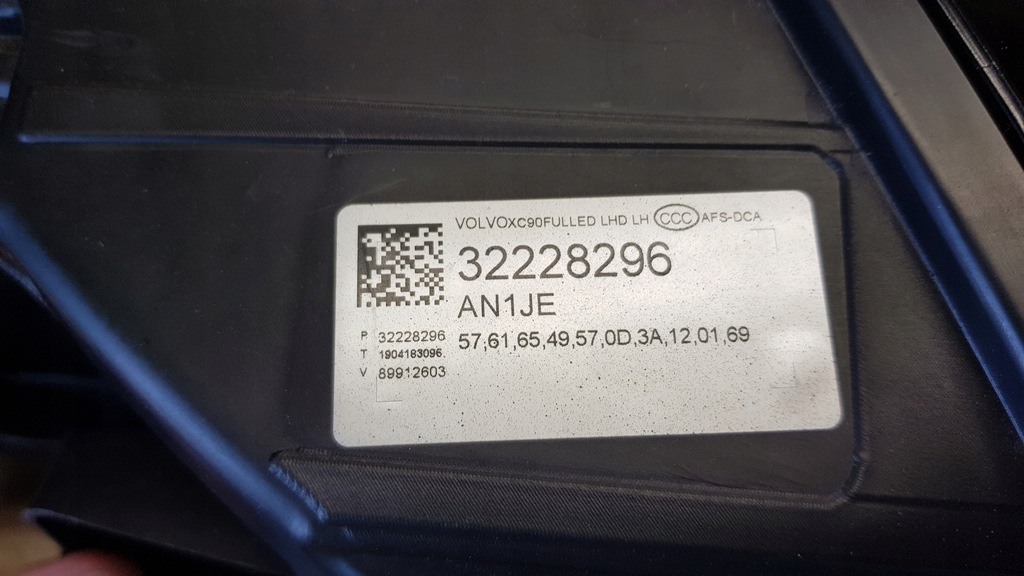 VOLVOXC90FULLED LHD LH CCC AFS-DCA
32228296
AN1JE
57,61,65,49,57,0D,3A,12,01,69
P 32228296
T 1904183096
V 89912603